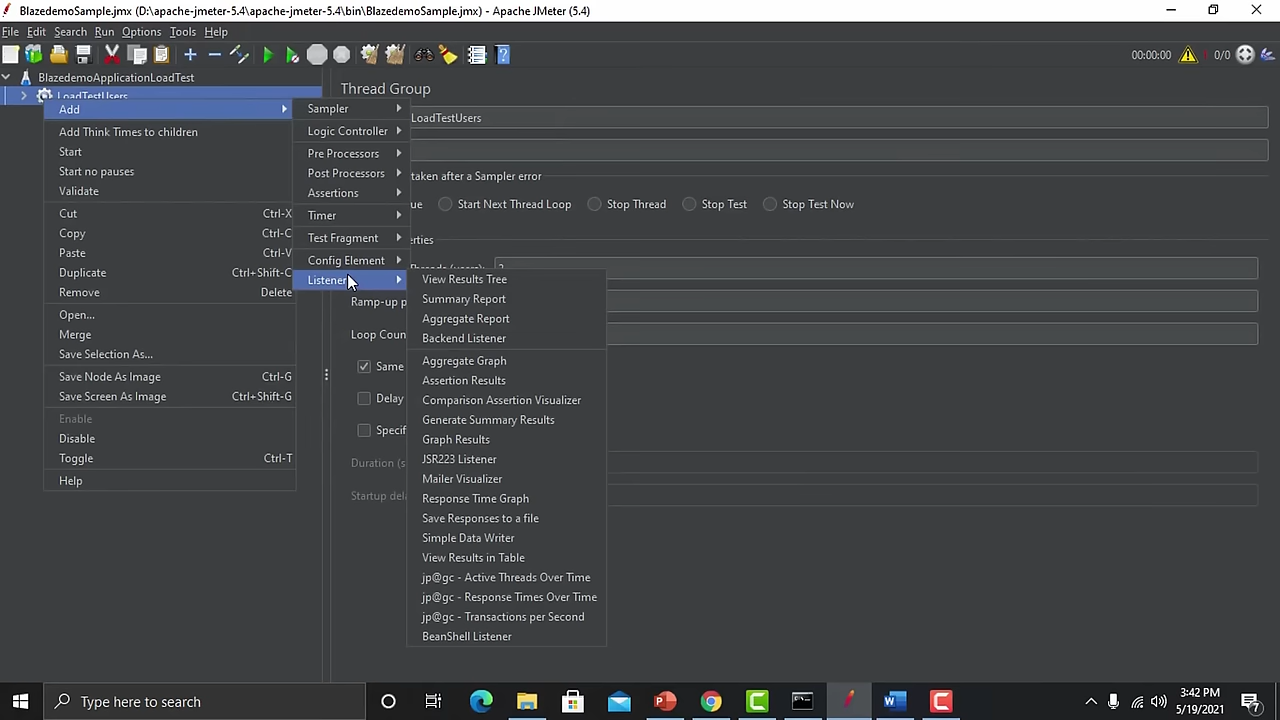 BlazedemoSample.jmx (D:\apache-jmeter-5.4\apache-jmeter-5.4\bin\BlazedemoSample.jmx) - Apache JMeter (5.4)
File Edit Search Run Options Tools Help
00:00:00 0/0
BlazedemoApplicationLoadTest
LoadTestUsers
Thread Group
LoadTestUsers
taken after a Sampler error
ue Start Next Thread Loop Stop Thread Stop Test Stop Test Now
erties
Ramp-up p
Loop Coun
Same
Delay
Specif
Duration (s
Startup dela
Add
Add Think Times to children
Start
Start no pauses
Validate
Cut Ctrl-X
Copy Ctrl-C
Paste Ctrl-V
Duplicate Ctrl+Shift-C
Remove Delete
Open...
Merge
Save Selection As...
Save Node As Image Ctrl-G
Save Screen As Image Ctrl+Shift-G
Enable
Disable
Toggle Ctrl-T
Help
Sampler
Logic Controller
Pre Processors
Post Processors
Assertions
Timer
Test Fragment
Config Element
Listener
View Results Tree
Summary Report
Aggregate Report
Backend Listener
Aggregate Graph
Assertion Results
Comparison Assertion Visualizer
Generate Summary Results
Graph Results
JSR223 Listener
Mailer Visualizer
Response Time Graph
Save Responses to a file
Simple Data Writer
View Results in Table
jp@gc - Active Threads Over Time
jp@gc - Response Times Over Time
jp@gc - Transactions per Second
BeanShell Listener
Type here to search
3:42 PM
5/19/2021
7